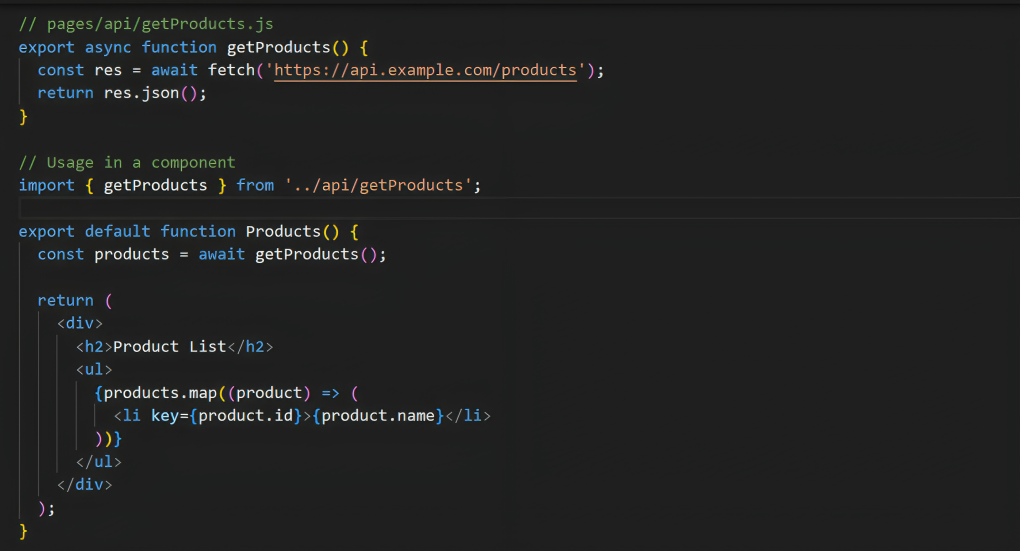 // pages/api/getProducts.js
export async function getProducts() {
  const res = await fetch('https://api.example.com/products');
  return res.json();
}

// Usage in a component
import { getProducts } from '../api/getProducts';

export default function Products() {
  const products = await getProducts();

  return (
    <div>
      <h2>Product List</h2>
      <ul>
        {products.map((product) => (
          <li key={product.id}>{product.name}</li>
        ))}
      </ul>
    </div>
  );
}